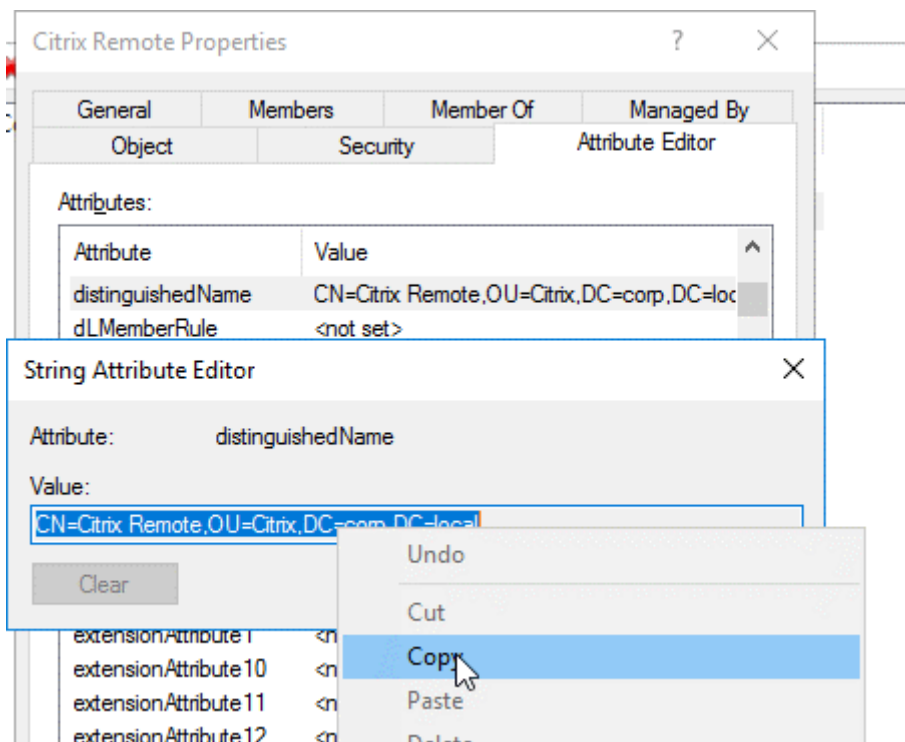 Citrix Remote Properties ?
General Members Member Of Managed By
Object Security Attribute Editor
Attributes:
Attribute Value
distinguishedName CN=Citrix Remote,OU=Citrix,DC=corp,DC=loc
dLMemberRule <not set>
String Attribute Editor
Attribute: distinguishedName
Value:
CN=Citrix Remote,OU=Citrix,DC=corp,DC=local
Undo
Clear
Cut
extensionAttribute1 <n
Copy
extensionAttribute10 <n
extensionAttribute11 <n
Paste
extensionAttribute12 <n
Delete